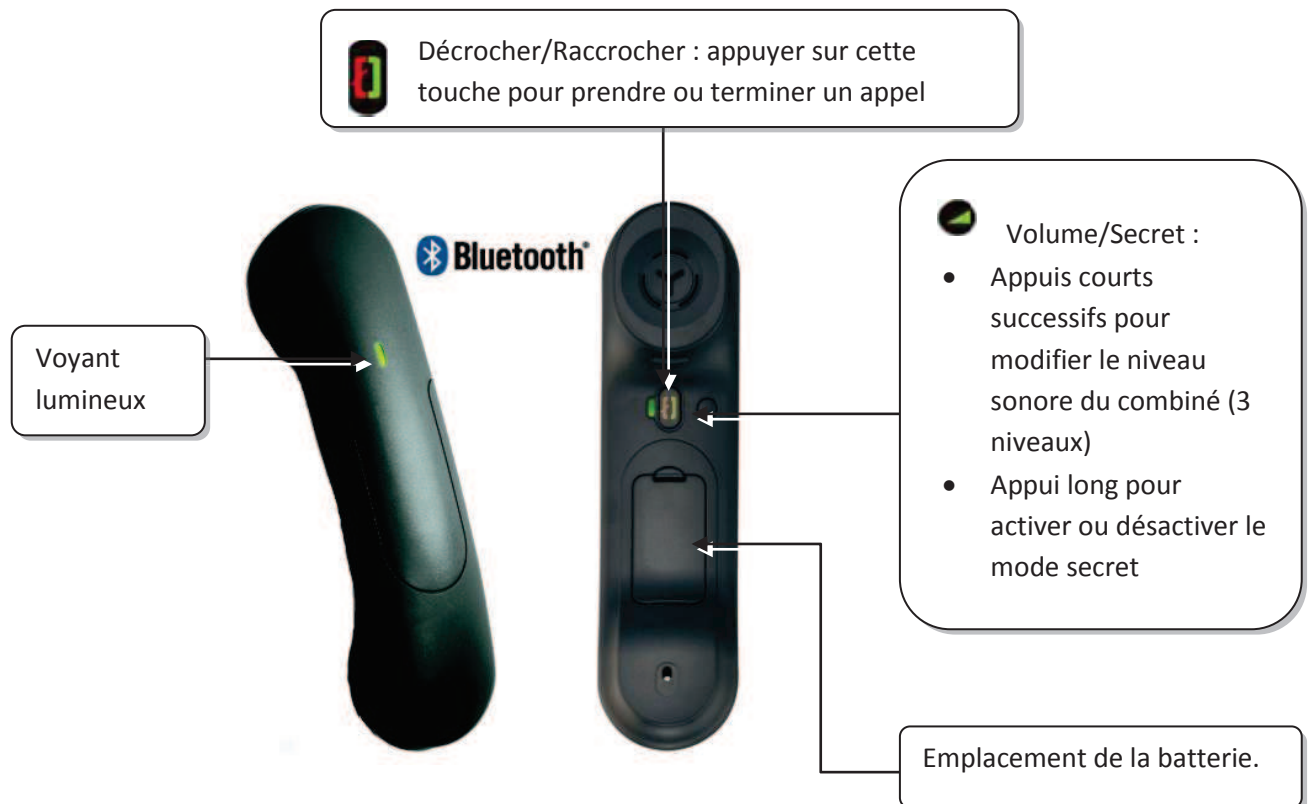 Décrocher/Raccrocher : appuyer sur cette
touche pour prendre ou terminer un appel
Bluetooth®
Voyant
lumineux
Volume/Secret :
• Appuis courts
successifs pour
modifier le niveau
sonore du combiné (3
niveaux)
• Appui long pour
activer ou désactiver le
mode secret
Emplacement de la batterie.